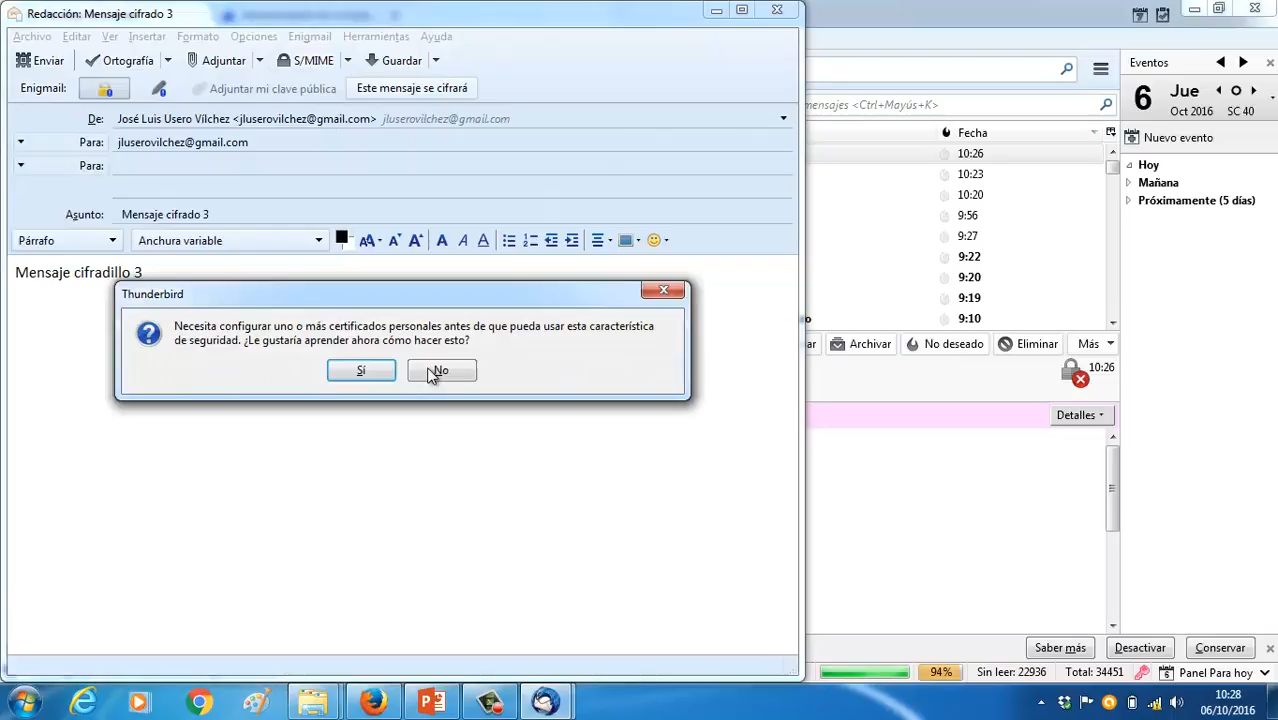 Redacción: Mensaje cifrado 3
Archivo Editar Ver Insertar Formato Opciones Enigmail Herramientas Ayuda
Enviar Ortografía Adjuntar S/MIME Guardar
Enigmail: Adjuntar mi clave pública Este mensaje se cifrará
De: José Luis Usero Vílchez <jluserovilchez@gmail.com> jluserovilchez@gmail.com
Para: jluserovilchez@gmail.com
Para:
Asunto: Mensaje cifrado 3
Párrafo Anchura variable
Mensaje cifradillo 3
Thunderbird
Necesita configurar uno o más certificados personales antes de que pueda usar esta característica
de seguridad. ¿Le gustaría aprender ahora cómo hacer esto?
Sí No
mensajes <Ctrl+Mayús+K>
Fecha
10:26
10:23
10:20
9:56
9:27
9:22
9:20
9:19
o 9:10
ar Archivar No deseado Eliminar Más
10:26
Detalles
Saber más Desactivar Conservar
94% Sin leer: 22936 Total: 34451 6 Panel Para hoy
Eventos
6 Jue
Oct 2016 SC 40
Nuevo evento
Hoy
Mañana
Próximamente (5 días)
10:28
06/10/2016